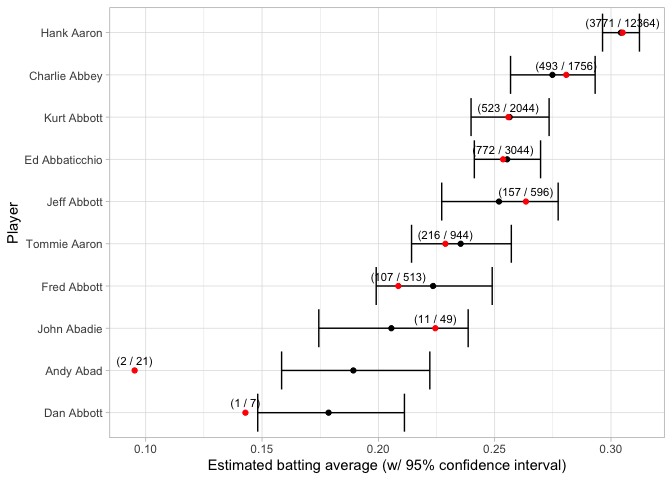 Hank Aaron (3771 / 12364)
Charlie Abbey (493 / 1756)
Kurt Abbott (523 / 2044)
Ed Abbaticchio (772 / 3044)
Jeff Abbott (157 / 596)
Tommie Aaron (216 / 944)
Fred Abbott (107 / 513)
John Abadie (11 / 49)
Andy Abad (2 / 21)
Dan Abbott (1 / 7)
Player
0.10 0.15 0.20 0.25 0.30
Estimated batting average (w/ 95% confidence interval)